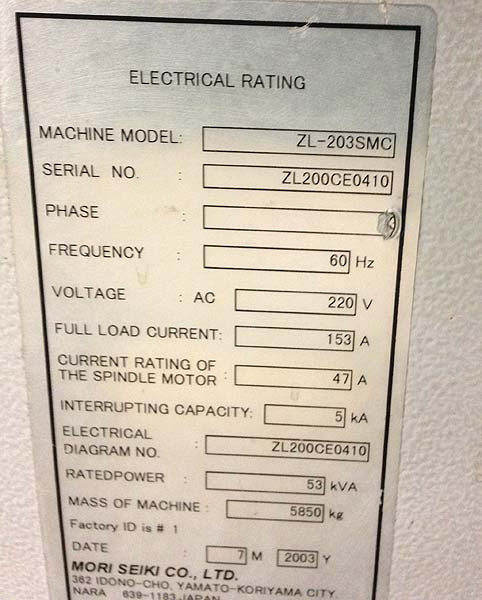 ELECTRICAL RATING
MACHINE MODEL: ZL-203SMC
SERIAL NO. : ZL200CE0410
PHASE :
FREQUENCY : 60 Hz
VOLTAGE : AC 220 V
FULL LOAD CURRENT: 153 A
CURRENT RATING OF
THE SPINDLE MOTOR : 47 A
INTERRUPTING CAPACITY: 5 kA
ELECTRICAL
DIAGRAM NO. : ZL200CE0410
RATEDPOWER : 53 kVA
MASS OF MACHINE : 5850 kg
Factory ID is # 1
DATE : 7 M 2003 Y
MORI SEIKI CO., LTD.
362 IDONO-CHO, YAMATO-KORIYAMA CITY,
NARA 639-1183 JAPAN